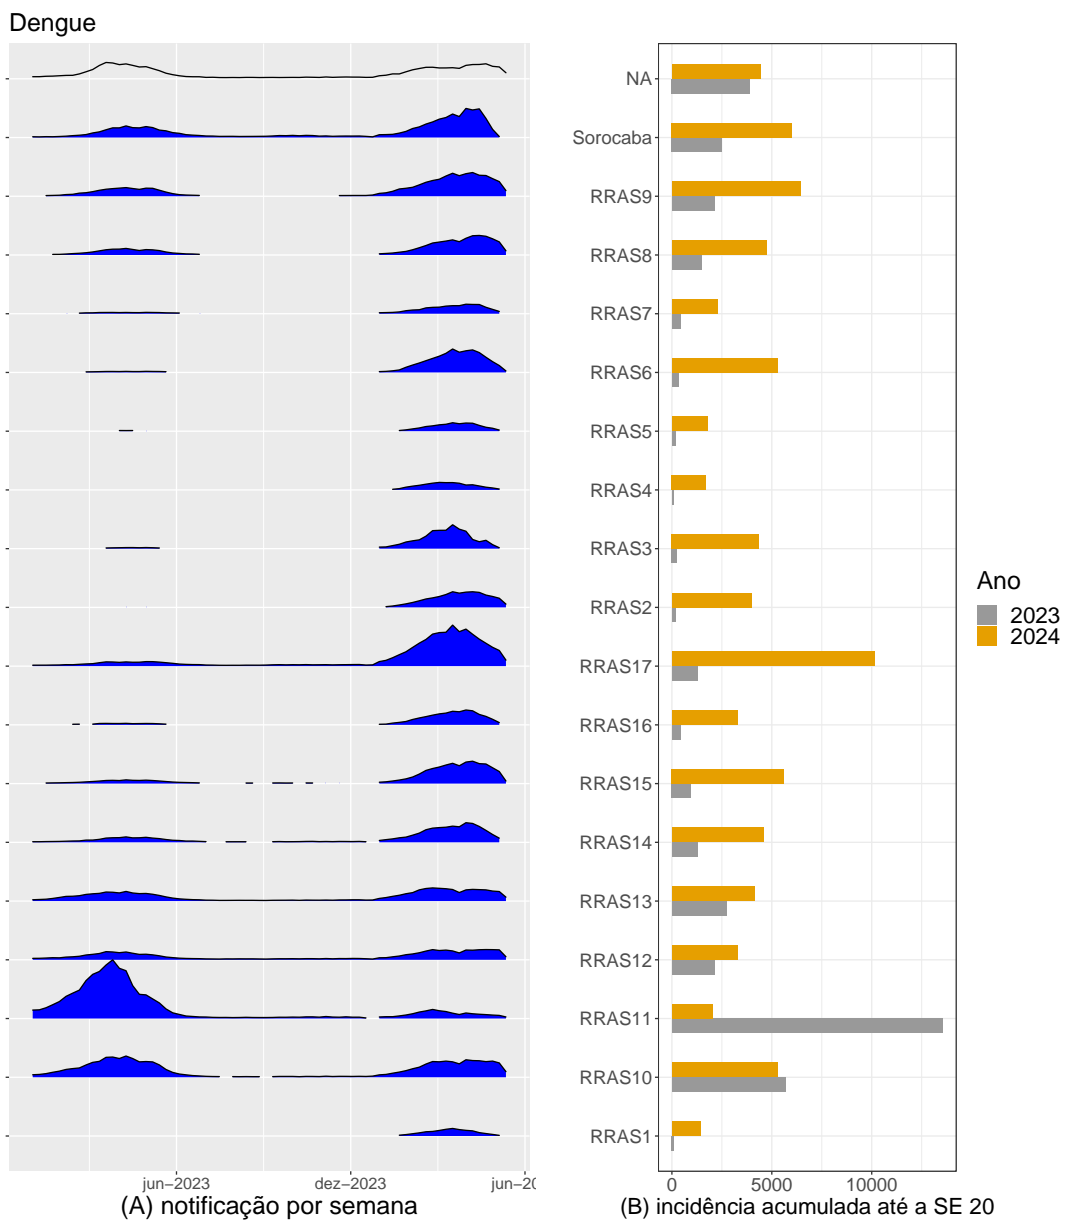 Dengue
NA
Sorocaba
RRAS9
RRAS8
RRAS7
RRAS6
RRAS5
RRAS4
RRAS3
RRAS2
RRAS17
RRAS16
RRAS15
RRAS14
RRAS13
RRAS12
RRAS11
RRAS10
RRAS1
Ano
2023
2024
jun−2023 dez−2023 jun−20
(A) notificação por semana
0 5000 10000
(B) incidência acumulada até a SE 20